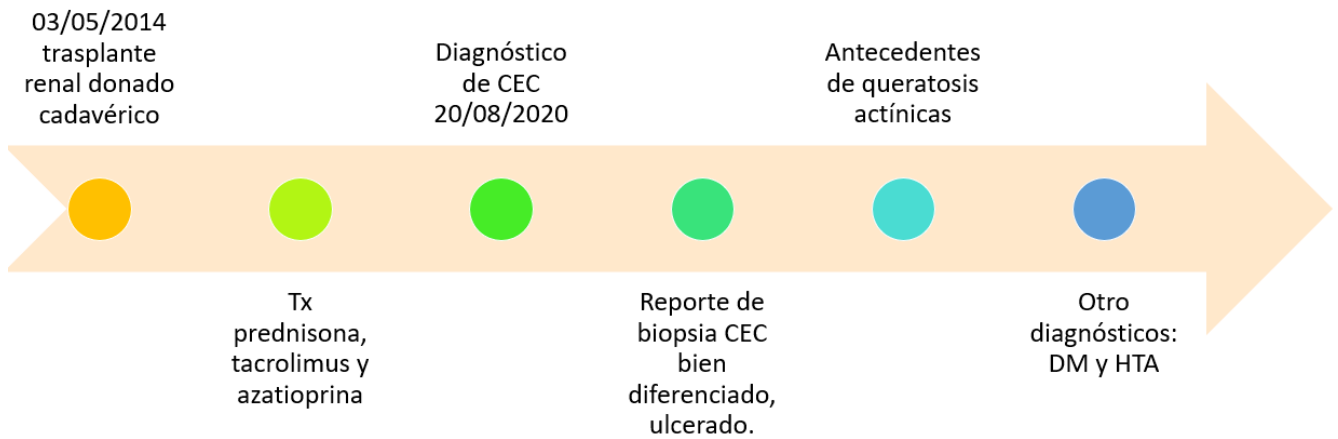 03/05/2014
trasplante
renal donado
cadavérico
Tx
prednisona,
tacrolimus y
azatioprina
Diagnóstico
de CEC
20/08/2020
Reporte de
biopsia CEC
bien
diferenciado,
ulcerado.
Antecedentes
de queratosis
actínicas
Otro
diagnósticos:
DM y HTA